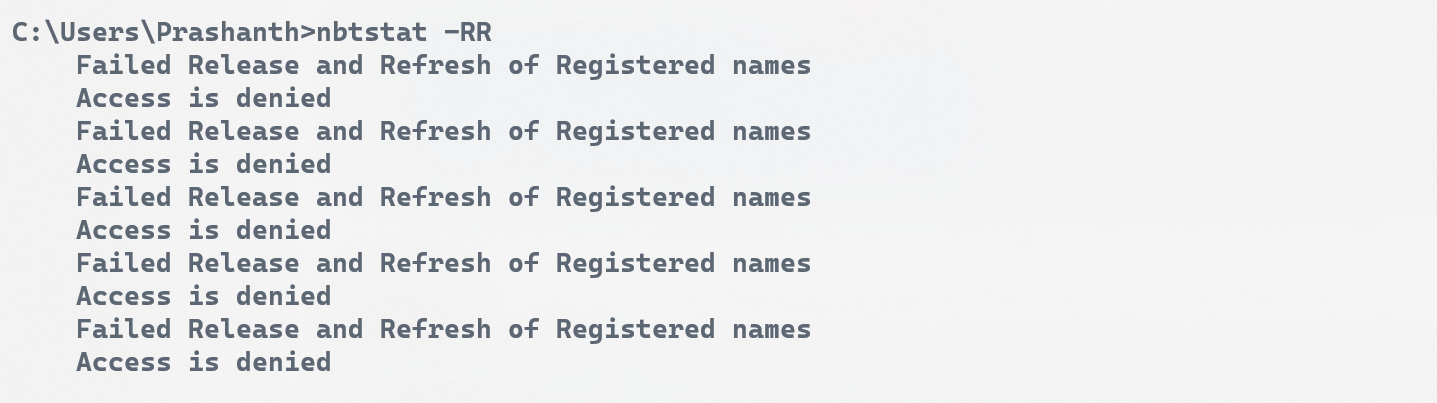 C:\Users\Prashanth>nbtstat -RR
Failed Release and Refresh of Registered names
Access is denied
Failed Release and Refresh of Registered names
Access is denied
Failed Release and Refresh of Registered names
Access is denied
Failed Release and Refresh of Registered names
Access is denied
Failed Release and Refresh of Registered names
Access is denied